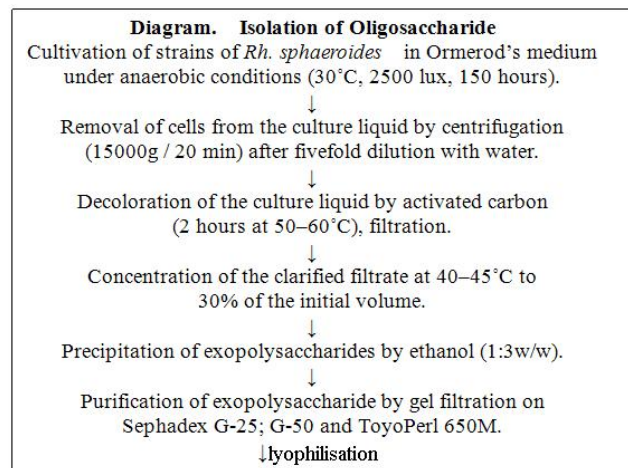 Diagram. Isolation of Oligosaccharide
Cultivation of strains of Rh. sphaeroides in Ormerod's medium
under anaerobic conditions (30˚C, 2500 lux, 150 hours).
↓
Removal of cells from the culture liquid by centrifugation
(15000g / 20 min) after fivefold dilution with water.
↓
Decoloration of the culture liquid by activated carbon
(2 hours at 50–60˚C), filtration.
↓
Concentration of the clarified filtrate at 40–45˚C to
30% of the initial volume.
↓
Precipitation of exopolysaccharides by ethanol (1:3w/w).
↓
Purification of exopolysaccharide by gel filtration on
Sephadex G-25; G-50 and ToyoPerl 650M.
↓lyophilisation